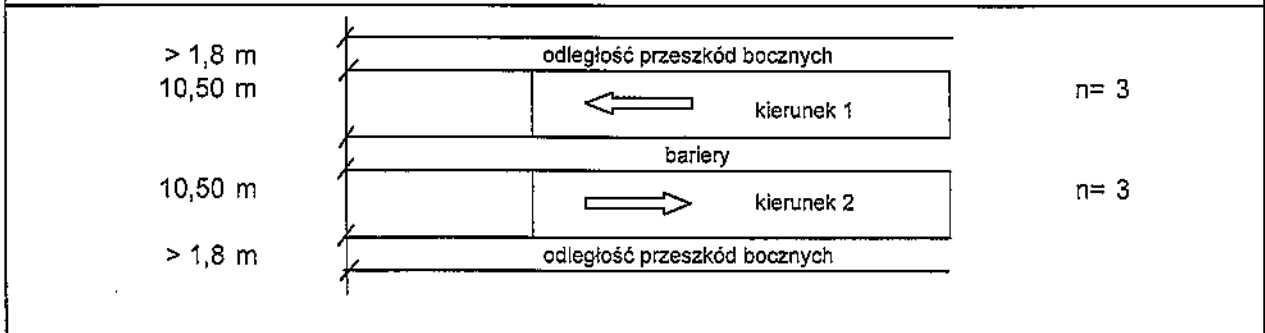 > 1,8 m odległość przeszkód bocznych
10,50 m kierunek 1 n= 3
bariery
10,50 m kierunek 2 n= 3
> 1,8 m odległość przeszkód bocznych